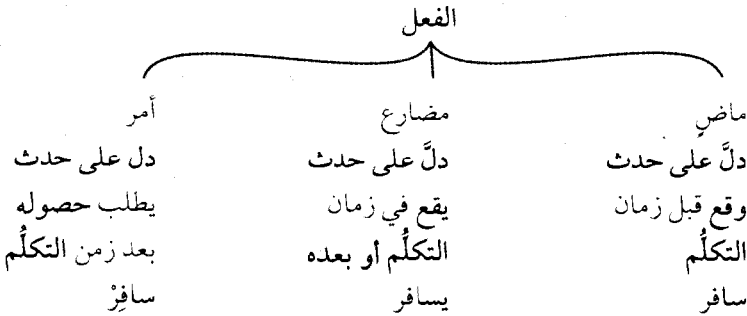 الفعل
ماضٍ
دلَّ على حدث
وقع قبل زمان
التكلُّم
سافر
مضارع
دلَّ على حدث
يقع في زمان
التكلُّم أو بعده
يسافر
أمر
دل على حدث
يطلب حصوله
بعد زمن التكلُّم
سافِرْ